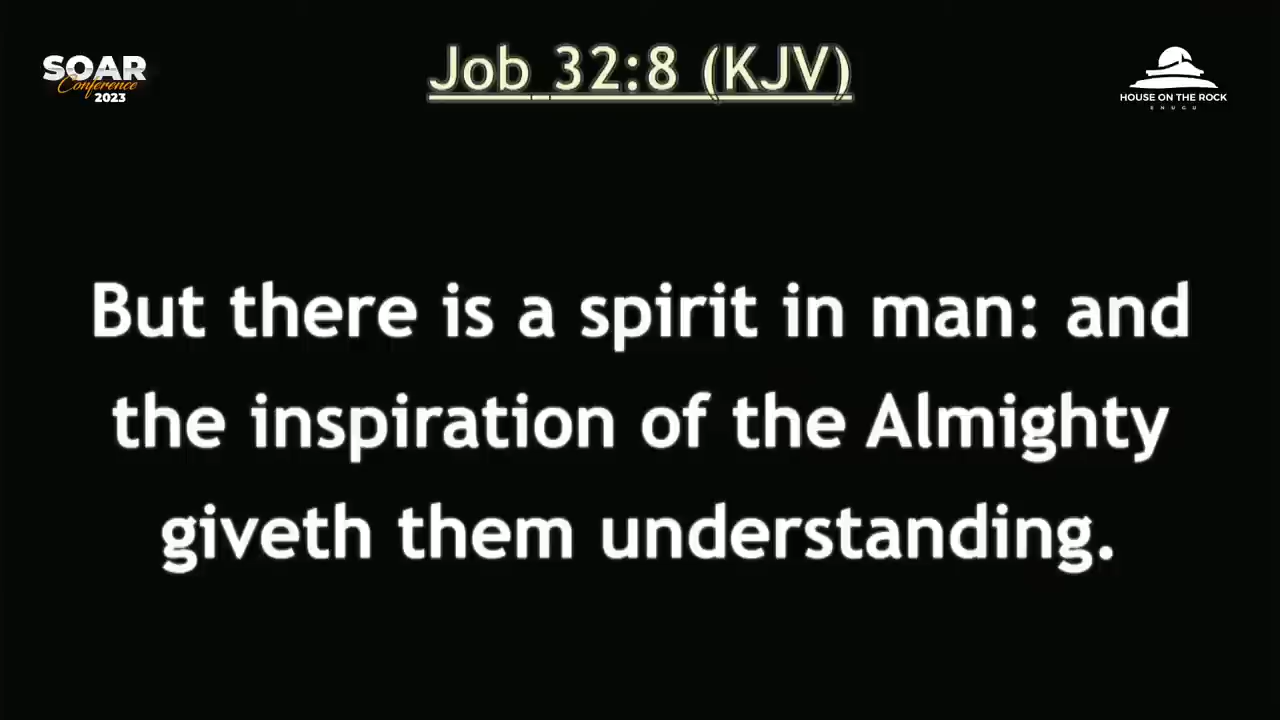 SOAR
Conference
2023
Job 32:8 (KJV)
HOUSE ON THE ROCK
ENUGU
But there is a spirit in man: and
the inspiration of the Almighty
giveth them understanding.